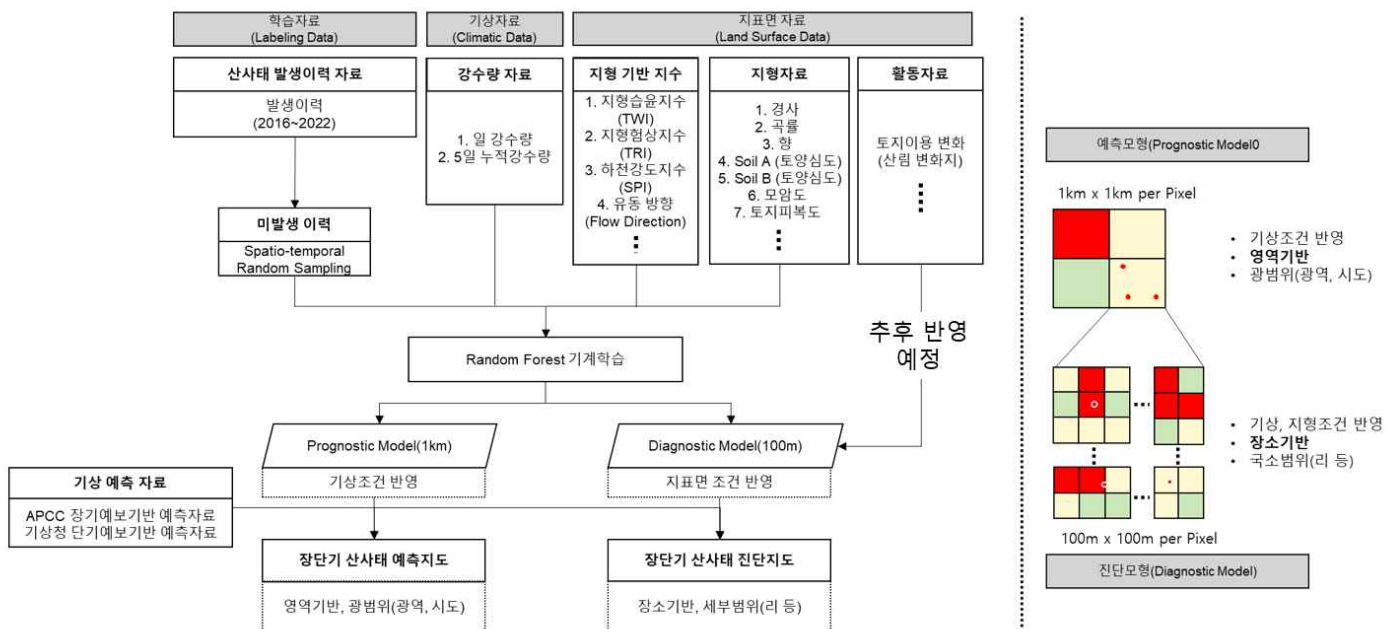 학습자료
(Labeling Data)
기상자료
(Climatic Data)
지표면 자료
(Land Surface Data)
산사태 발생이력 자료
발생이력
(2016~2022)
미발생 이력
Spatio-temporal
Random Sampling
강수량 자료
1. 일 강수량
2. 5일 누적강수량
지형 기반 지수
1. 지형습윤지수
(TWI)
2. 지형험상지수
(TRI)
3. 하천강도지수
(SPI)
4. 유동 방향
(Flow Direction)
지형자료
1. 경사
2. 곡률
3. 향
4. Soil A (토양심도)
5. Soil B (토양심도)
6. 모암도
7. 토지피복도
활동자료
토지이용 변화
(산림 변화지)
추후 반영
예정
Random Forest 기계학습
Prognostic Model(1km)
기상조건 반영
Diagnostic Model(100m)
지표면 조건 반영
기상 예측 자료
APCC 장기예보기반 예측자료
기상청 단기예보기반 예측자료
장단기 산사태 예측지도
영역기반, 광범위(광역, 시도)
장단기 산사태 진단지도
장소기반, 세부범위(리 등)
예측모형(Prognostic Model0
1km x 1km per Pixel
• 기상조건 반영
• 영역기반
• 광범위(광역, 시도)
• 기상, 지형조건 반영
• 장소기반
• 국소범위(리 등)
100m x 100m per Pixel
진단모형(Diagnostic Model)